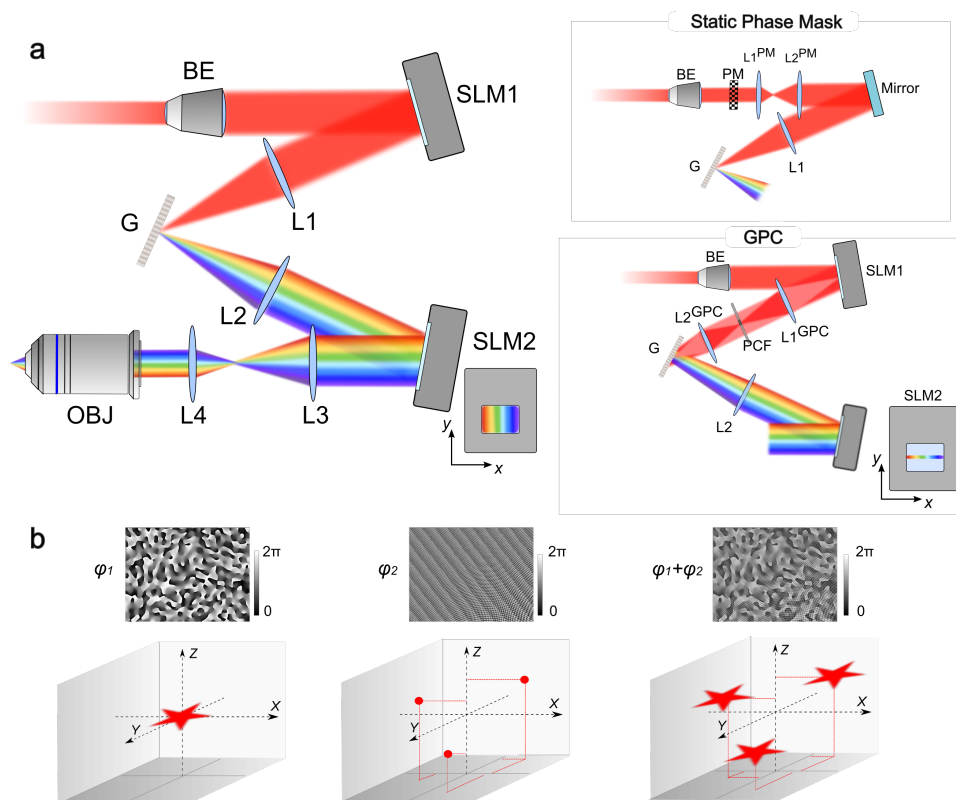 a
BE
SLM1
L1
G
L2
SLM2
OBJ
L4
L3
y
x
Static Phase Mask
BE
PM
L1PM
L2PM
Mirror
L1
G
GPC
BE
SLM1
L2GPC
L1GPC
PCF
G
L2
SLM2
y
x
b
φ1
2π
0
φ2
2π
0
φ1+φ2
2π
0
Z
X
Y
Z
X
Y
Z
X
Y